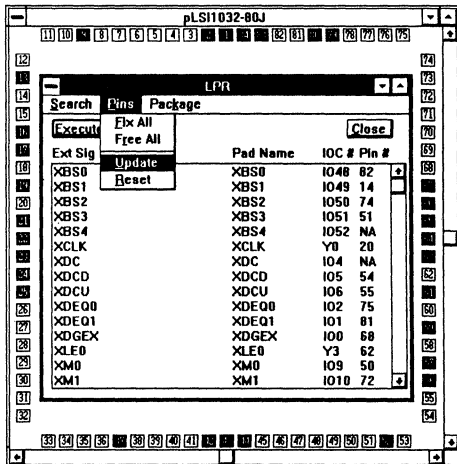 pLSI1032-80J
11 10 8 7 6 5 4 3 82 81 78 77 76 75
12 74
LPR 73
14 72
Search Pins Package
15 71
Execute Fix All Close 70
Free All
Ext Sig Pad Name IOC # Pin # 69
Update
18 XBS0 XBS0 IO48 82 68
Reset
XBS1 XBS1 IO49 14
20 XBS2 XBS2 IO50 74
XBS3 XBS3 IO51 51
XBS4 XBS4 IO52 NA
XCLK XCLK Y0 20
XDC XDC IO4 NA
XDCD XDCD IO5 54 62
XDCU XDCU IO6 55
26 XDEQ0 XDEQ0 IO2 75 60
27 XDEQ1 XDEQ1 IO1 81 59
28 XDGEX XDGEX IO0 68 58
29 XLE0 XLE0 Y3 62
30 XM0 XM0 IO9 50
XM1 XM1 IO10 72
31 55
32 54
33 34 35 36 38 39 40 41 45 46 47 48 49 50 51 53